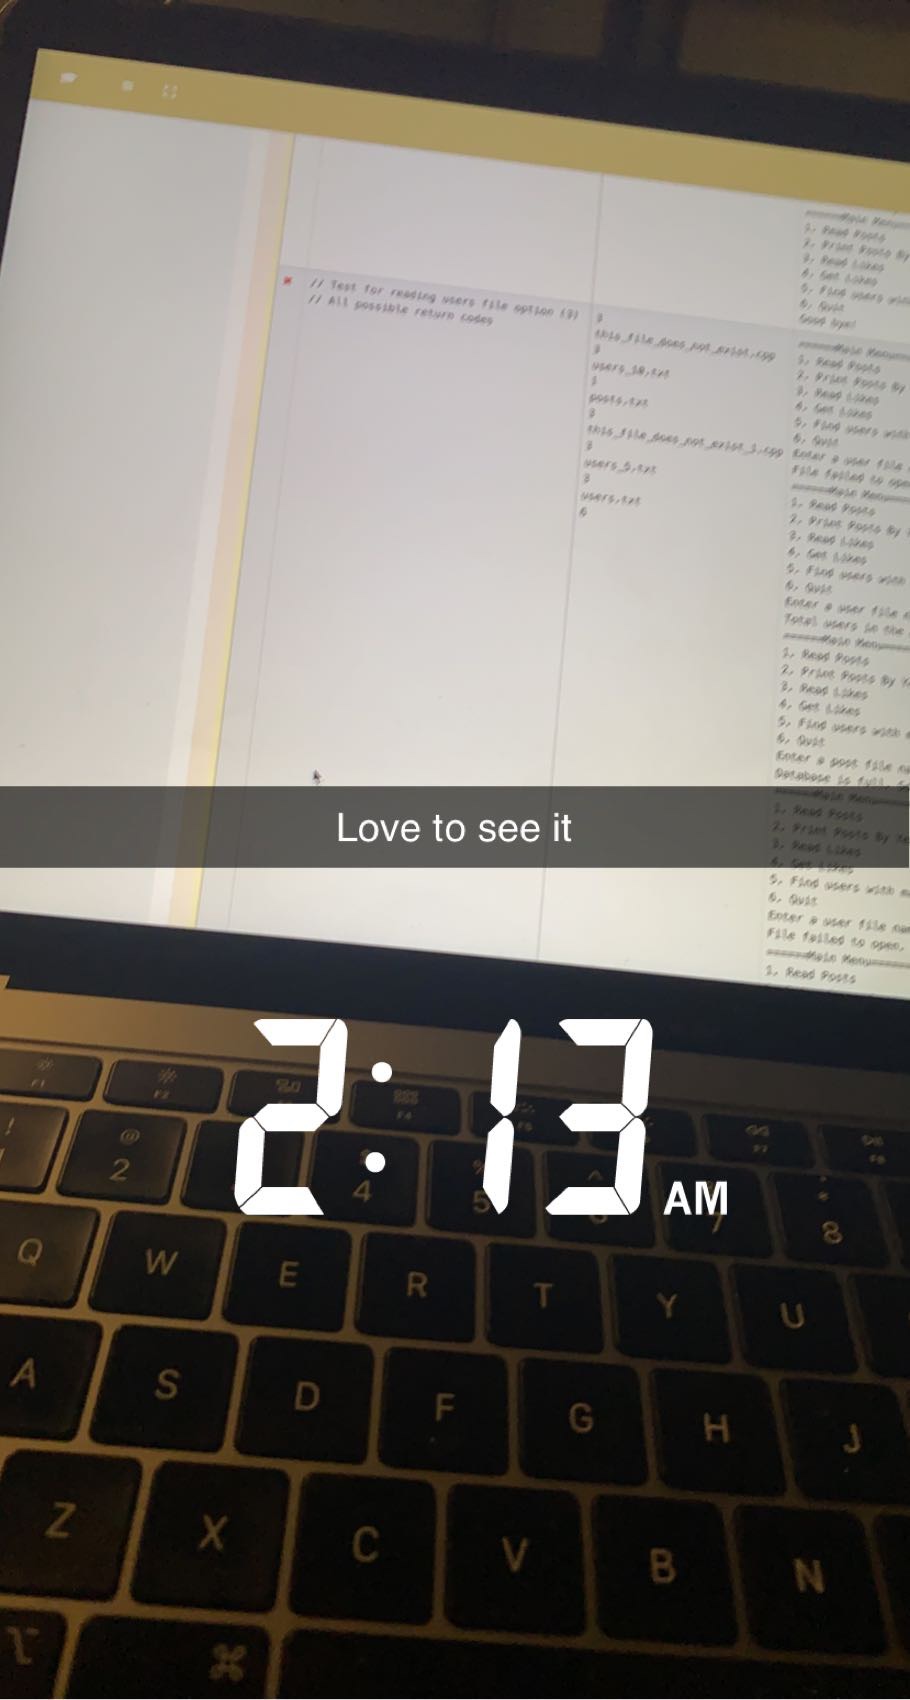 // Test for reading users file option (3)
// All possible return codes
3
this_file_does_not_exist.cpp
3
users_10.txt
1
posts.txt
3
this_file_does_not_exist_1.cpp
3
users_5.txt
3
users.txt
6
1. Read Posts
2. Print Posts By
3. Read Likes
4. Get Likes
5. Find users with
6. Quit
Good bye!
======Main Menu======
1. Read Posts
2. Print Posts By
3. Read Likes
4. Get Likes
5. Find users with
6. Quit
Enter a user file
File failed to open
======Main Menu======
1. Read Posts
2. Print Posts By
3. Read Likes
4. Get Likes
5. Find users with
6. Quit
Enter a user file
Total users in the
======Main Menu======
1. Read Posts
2. Print Posts By
3. Read Likes
4. Get Likes
5. Find users with
6. Quit
Enter a post file
Database is full.
======Main Menu======
1. Read Posts
2. Print Posts By
3. Read Likes
4. Get Likes
5. Find users with
6. Quit
Enter a user file
File failed to open.
======Main Menu======
1. Read Posts
Love to see it
2:13 AM
F1 F2 F4 F7 F8
! @ 2 4 5 7 * 8
Q W E R T Y U
A S D F G H J
Z X C V B N
⌥ ⌘